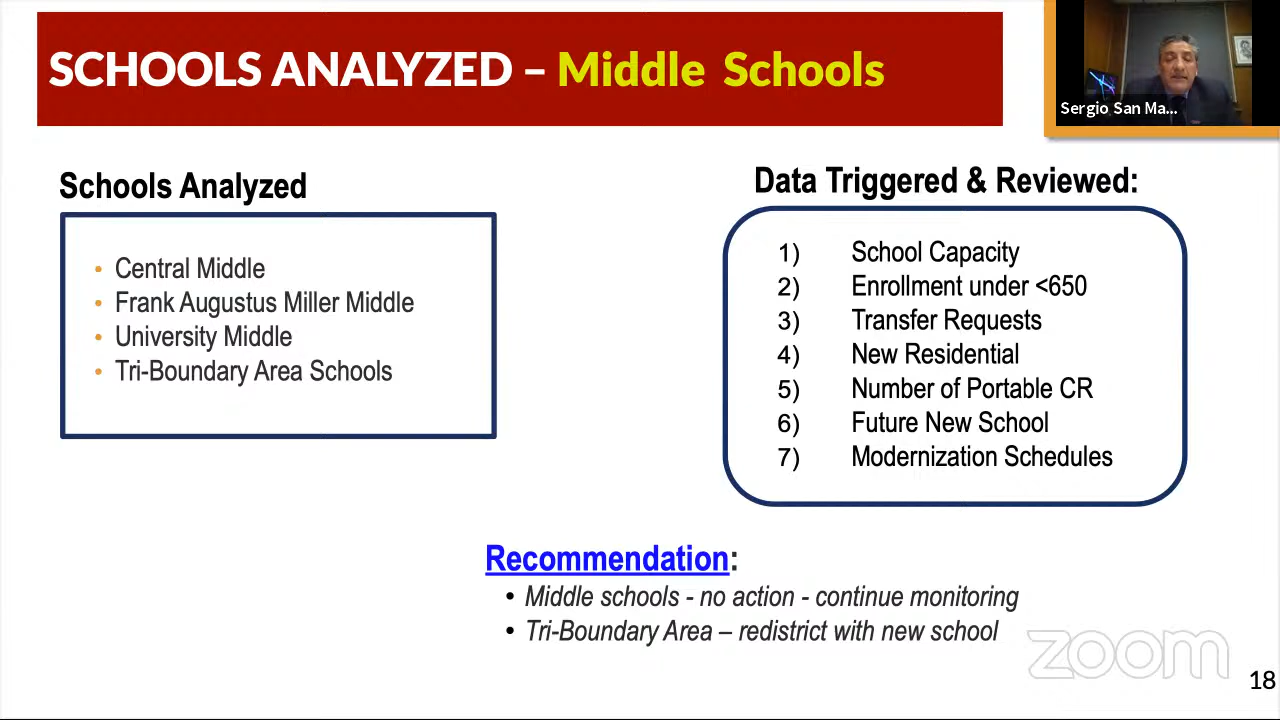 SCHOOLS ANALYZED – Middle Schools
Sergio San Ma...
Schools Analyzed
• Central Middle
• Frank Augustus Miller Middle
• University Middle
• Tri-Boundary Area Schools
Data Triggered & Reviewed:
1) School Capacity
2) Enrollment under <650
3) Transfer Requests
4) New Residential
5) Number of Portable CR
6) Future New School
7) Modernization Schedules
Recommendation:
• Middle schools - no action - continue monitoring
• Tri-Boundary Area – redistrict with new school
zoom
18